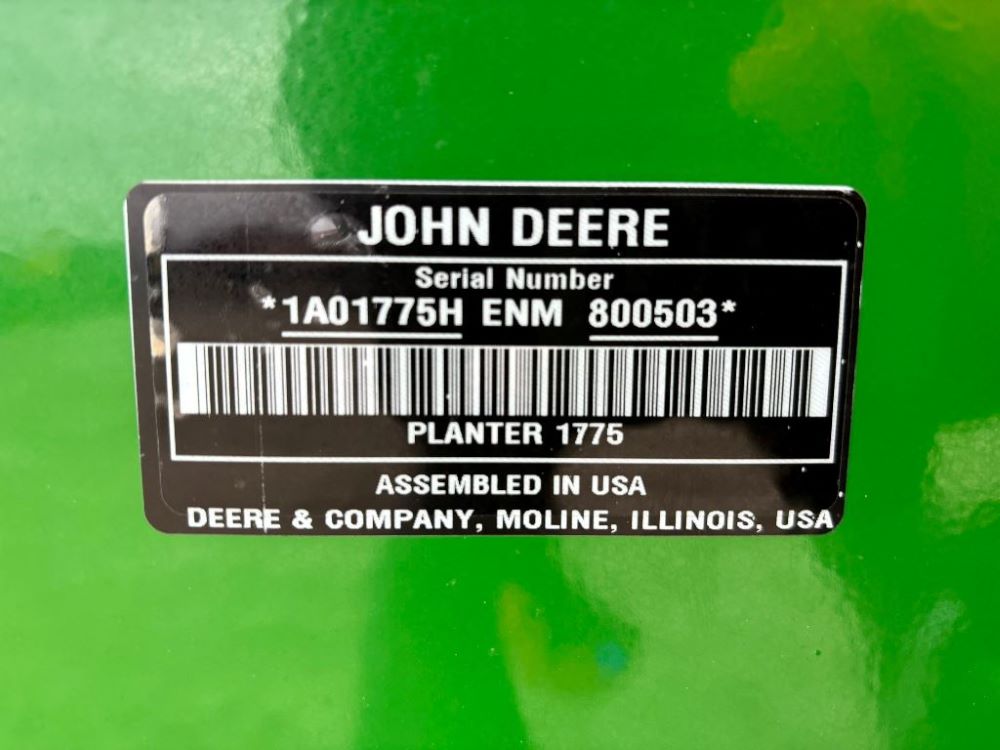 JOHN DEERE
Serial Number
*1A01775H ENM 800503*
PLANTER 1775
ASSEMBLED IN USA
DEERE & COMPANY, MOLINE, ILLINOIS, USA